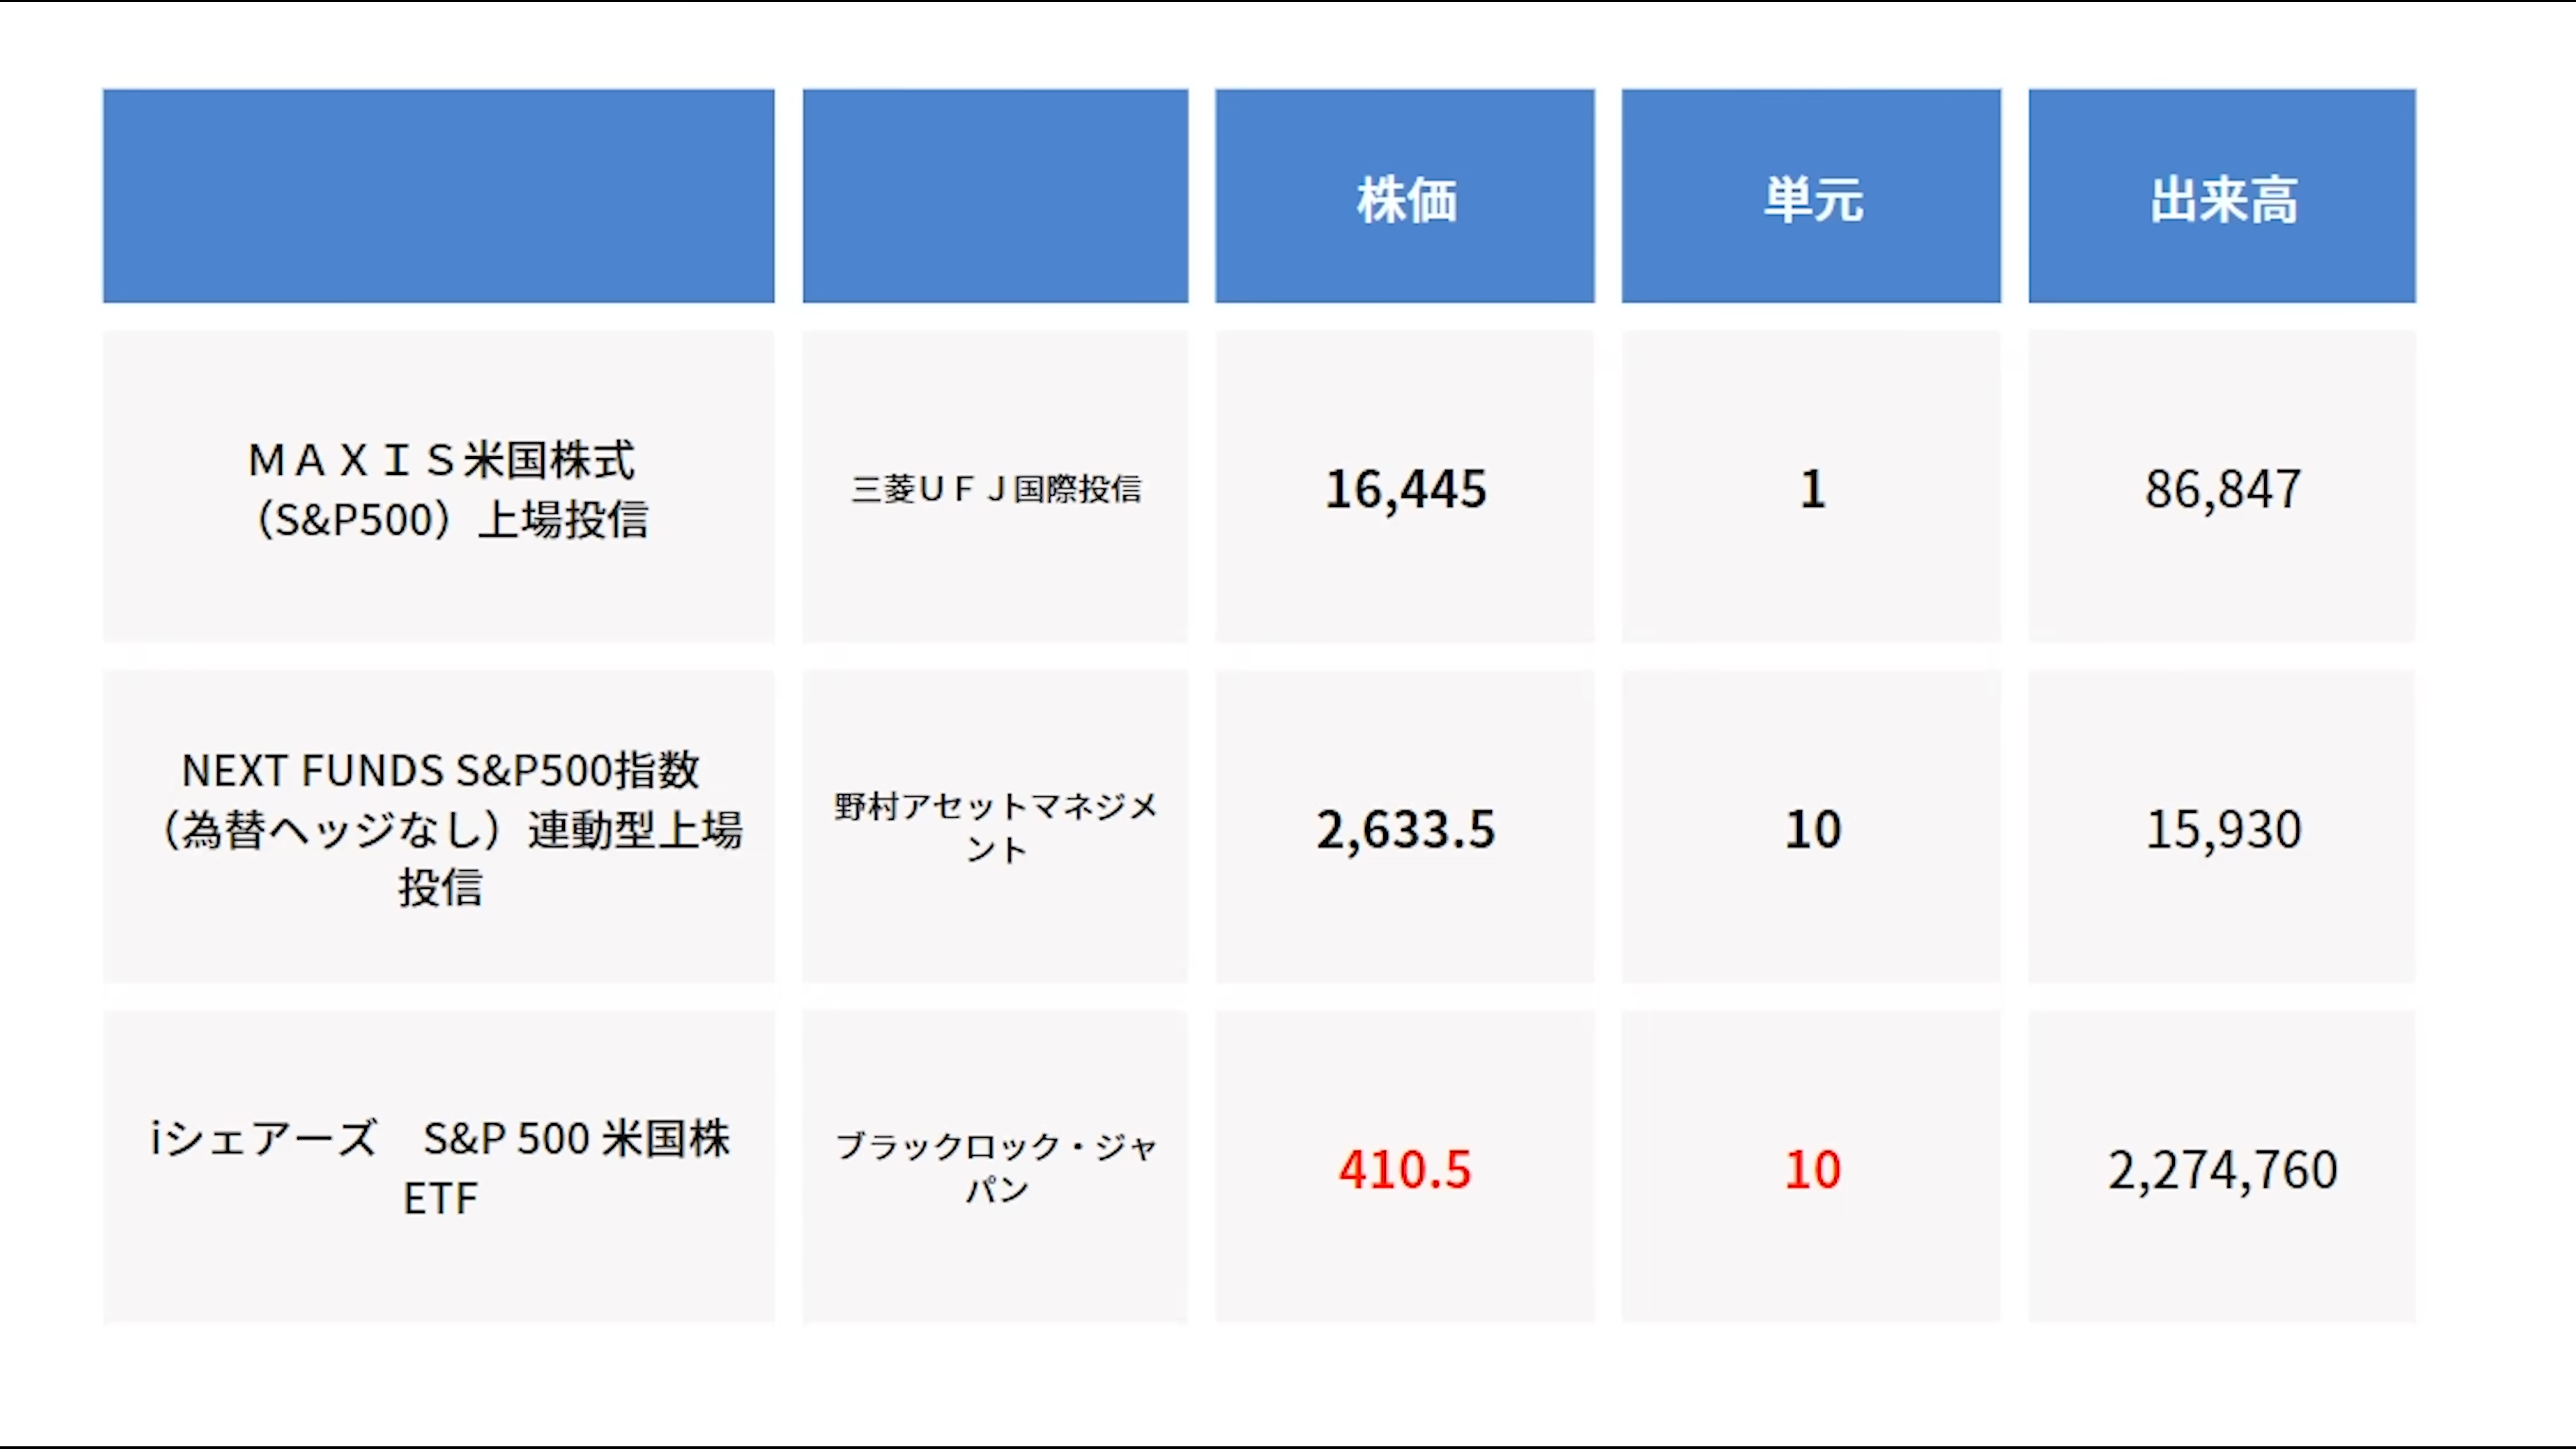 株価 単元 出来高
ＭＡＸＩＳ米国株式
（S&P500）上場投信
三菱ＵＦＪ国際投信
16,445
1
86,847
NEXT FUNDS S&P500指数
（為替ヘッジなし）連動型上場
投信
野村アセットマネジメ
ント
2,633.5
10
15,930
iシェアーズ　S&P 500 米国株
ETF
ブラックロック・ジャ
パン
410.5
10
2,274,760